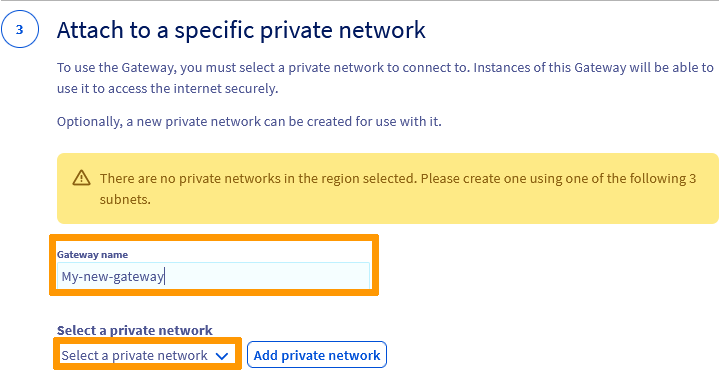 3
Attach to a specific private network
To use the Gateway, you must select a private network to connect to. Instances of this Gateway will be able to
use it to access the internet securely.
Optionally, a new private network can be created for use with it.
There are no private networks in the region selected. Please create one using one of the following 3
subnets.
Gateway name
My-new-gateway
Select a private network
Select a private network
Add private network